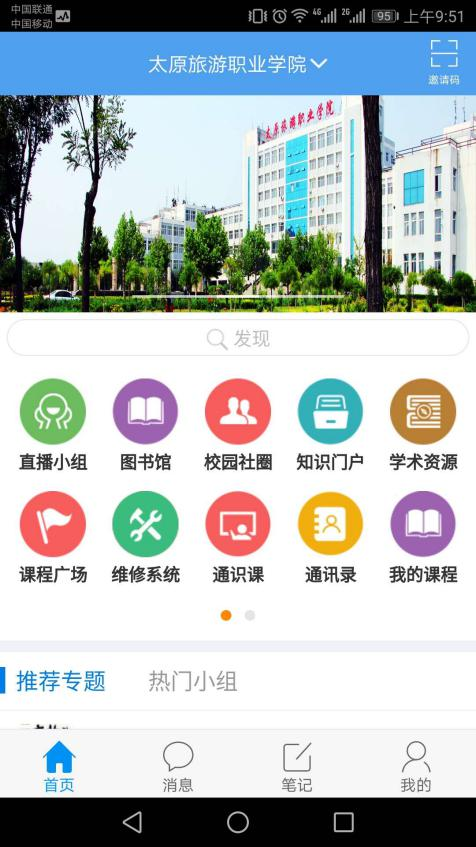 中国联通
中国移动
4G 2G 95 上午9:51
太原旅游职业学院
邀请码
太原旅游职业学院
发现
直播小组 图书馆 校园社圈 知识门户 学术资源
课程广场 维修系统 通识课 通讯录 我的课程
推荐专题 热门小组
首页 消息 笔记 我的